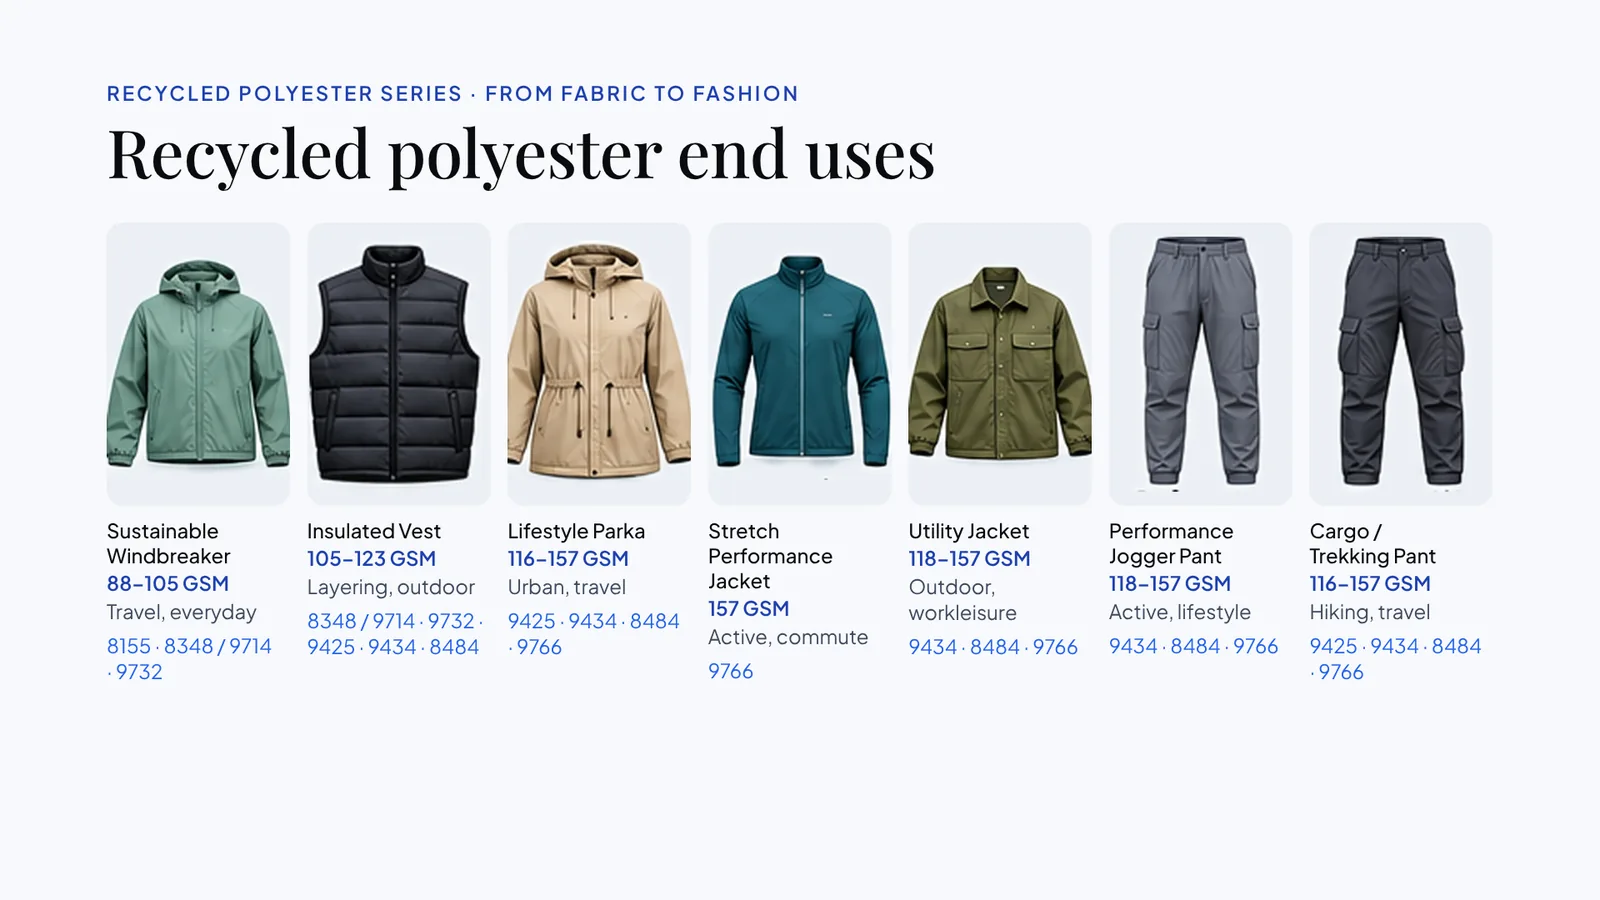 RECYCLED POLYESTER SERIES · FROM FABRIC TO FASHION
Recycled polyester end uses
Sustainable
Windbreaker
88–105 GSM
Travel, everyday
8155 · 8348 / 9714
· 9732
Insulated Vest
105–123 GSM
Layering, outdoor
8348 / 9714 · 9732 ·
9425 · 9434 · 8484
Lifestyle Parka
116–157 GSM
Urban, travel
9425 · 9434 · 8484
· 9766
Stretch
Performance
Jacket
157 GSM
Active, commute
9766
Utility Jacket
118–157 GSM
Outdoor,
workleisure
9434 · 8484 · 9766
Performance
Jogger Pant
118–157 GSM
Active, lifestyle
9434 · 8484 · 9766
Cargo /
Trekking Pant
116–157 GSM
Hiking, travel
9425 · 9434 · 8484
· 9766